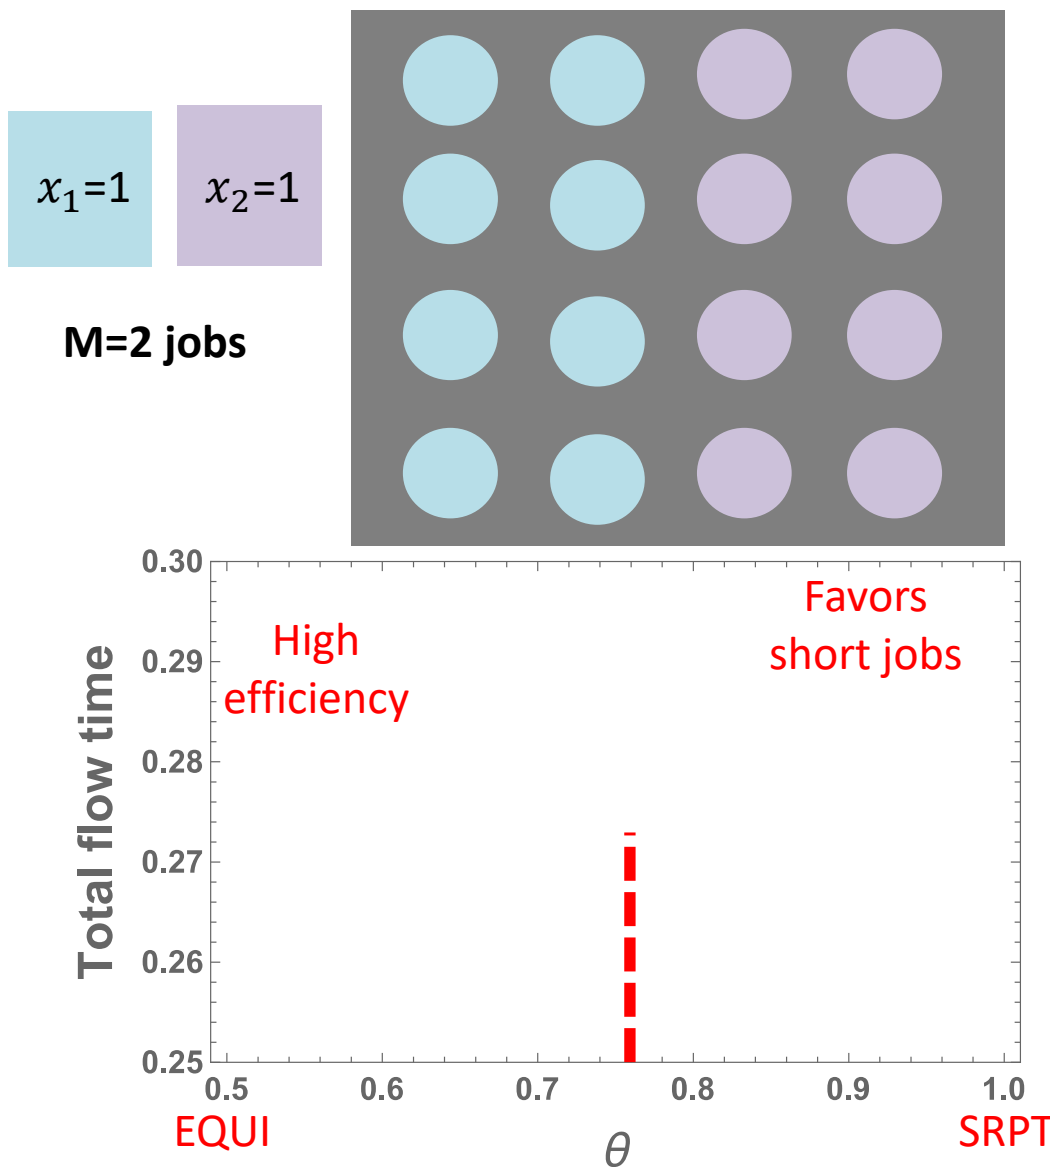 x₁=1
x₂=1
M=2 jobs
0.30
0.29
0.28
0.27
0.26
0.25
Total flow time
High
efficiency
Favors
short jobs
0.5
0.6
0.7
0.8
0.9
1.0
EQUI
θ
SRPT